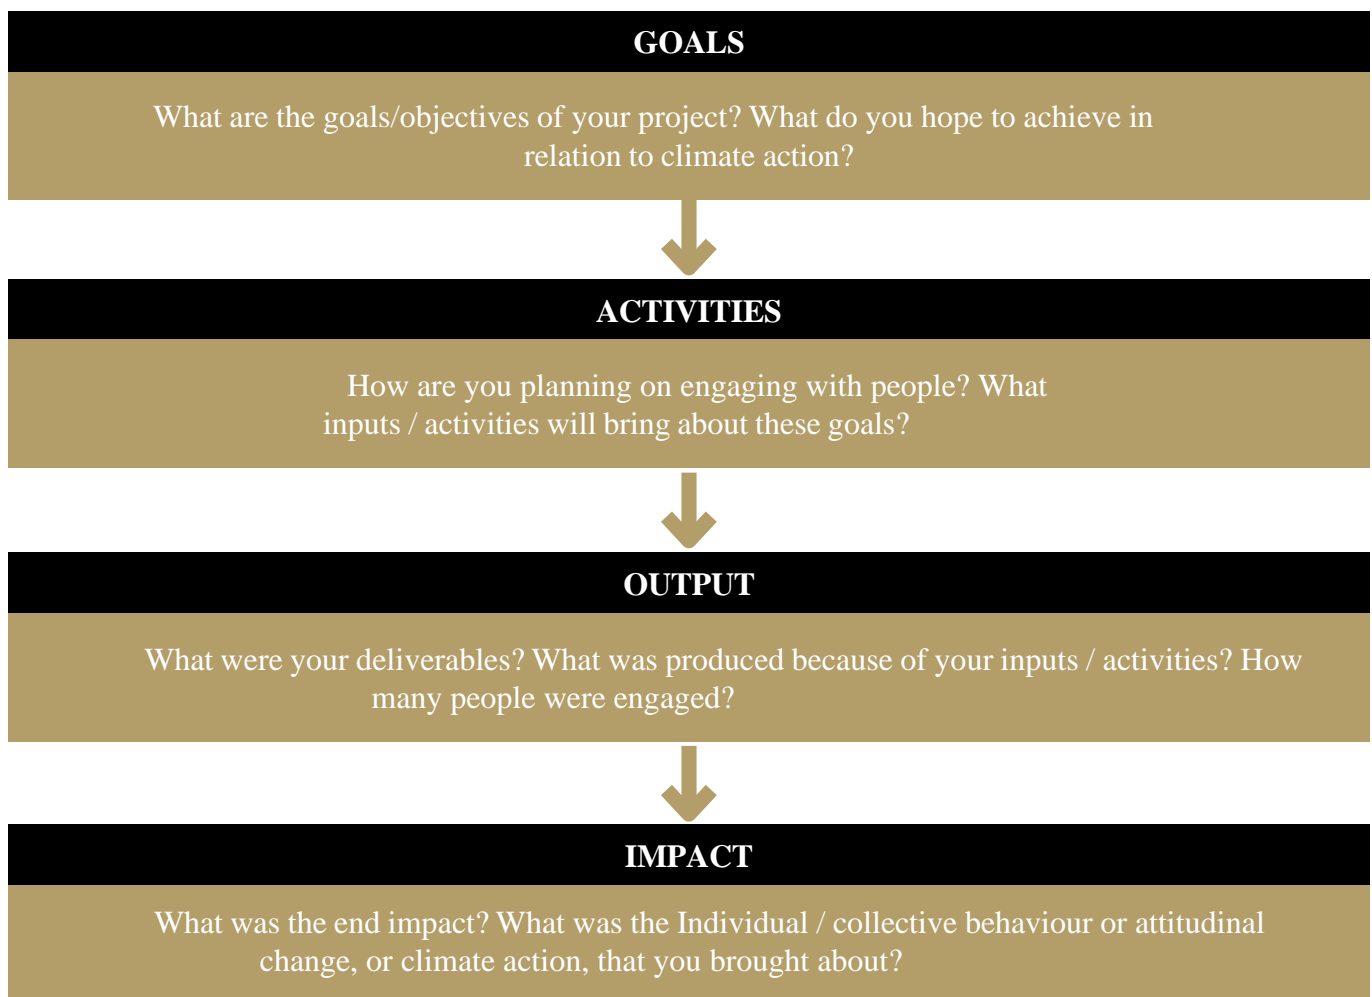 GOALS
What are the goals/objectives of your project? What do you hope to achieve in
relation to climate action?
ACTIVITIES
How are you planning on engaging with people? What
inputs / activities will bring about these goals?
OUTPUT
What were your deliverables? What was produced because of your inputs / activities? How
many people were engaged?
IMPACT
What was the end impact? What was the Individual / collective behaviour or attitudinal
change, or climate action, that you brought about?